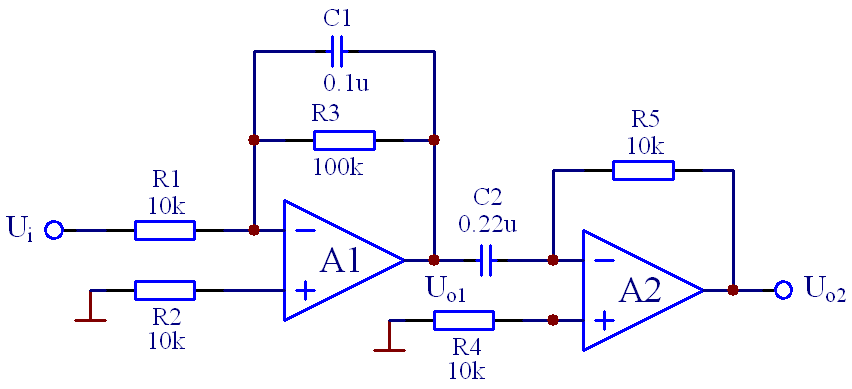 C1
0.1u
R3
100k
R5
10k
R1
10k
C2
0.22u
Ui
A1
Uo1
A2
Uo2
R2
10k
R4
10k